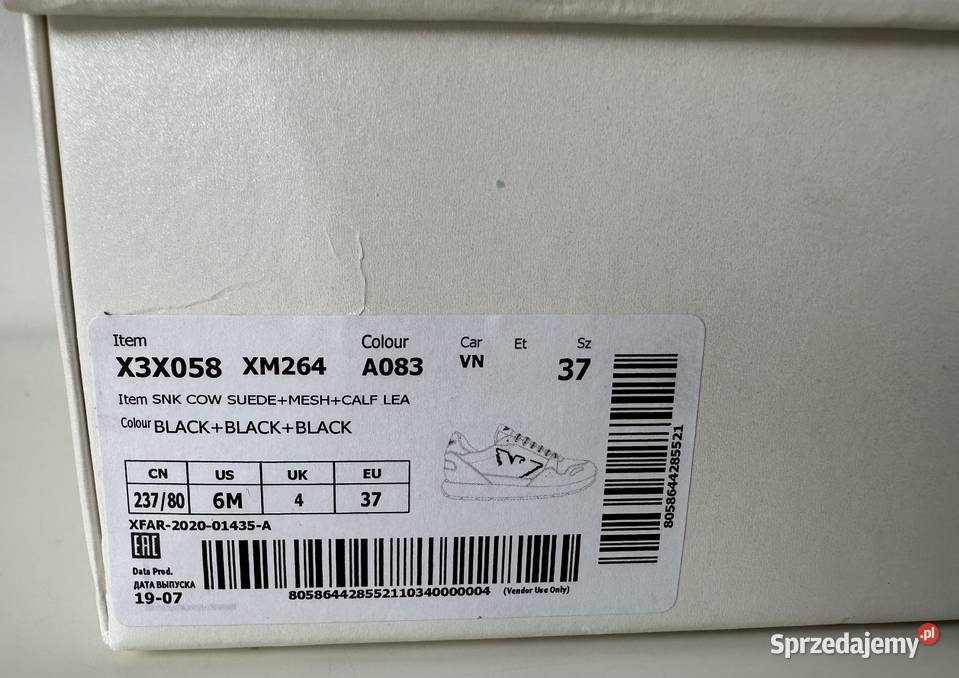 Item Colour Car Et Sz
X3X058 XM264 A083 VN 37
Item SNK COW SUEDE+MESH+CALF LEA
Colour BLACK+BLACK+BLACK
CN US UK EU
237/80 6M 4 37
XFAR-2020-01435-A
EAC
Data Prod.
ДАТА ВЫПУСКА
19-07
805864428552110340000004 (Vendor Use Only)
8058644285521
Sprzedajemy.pl